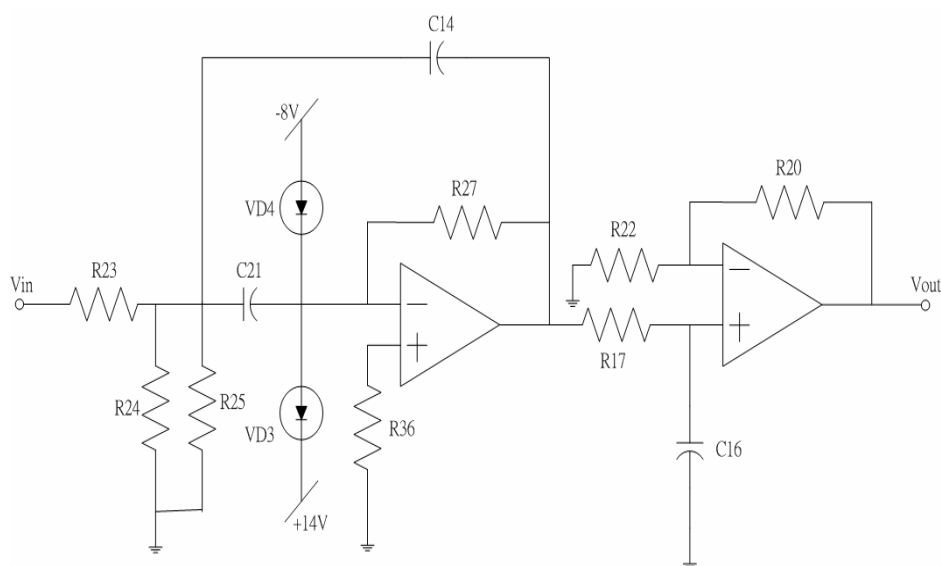 C14
-8V
R27
R20
VD4
R22
Vin
R23
C21
Vout
R17
R24
R25
VD3
R36
C16
+14V